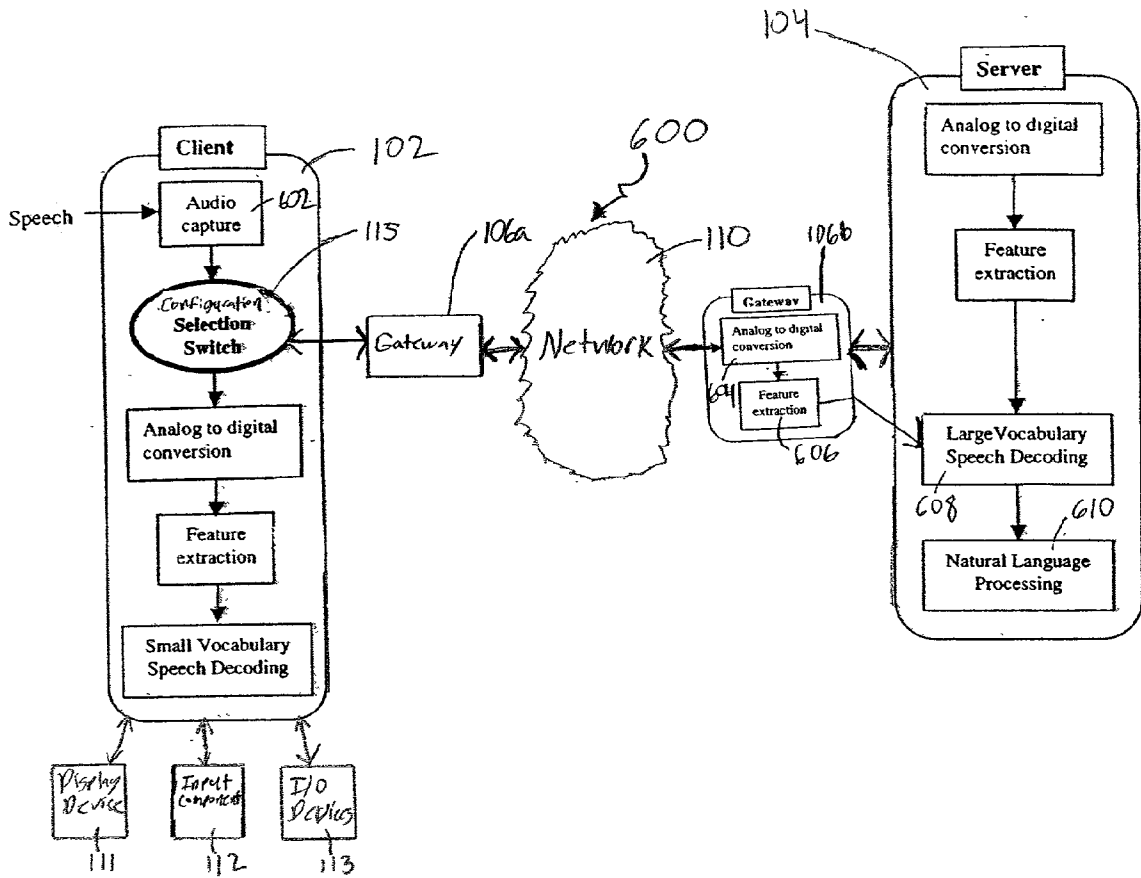 104
Server
Analog to digital
conversion
Feature
extraction
Large Vocabulary
Speech Decoding
608
610
Natural Language
Processing
600
110
Network
106b
Gateway
Analog to digital
conversion
604
Feature
extraction
606
106a
Gateway
Client
102
Speech
Audio
capture
602
115
Configuration
Selection
Switch
Analog to digital
conversion
Feature
extraction
Small Vocabulary
Speech Decoding
Display
Device
111
Input
Component
112
I/O
Devices
113